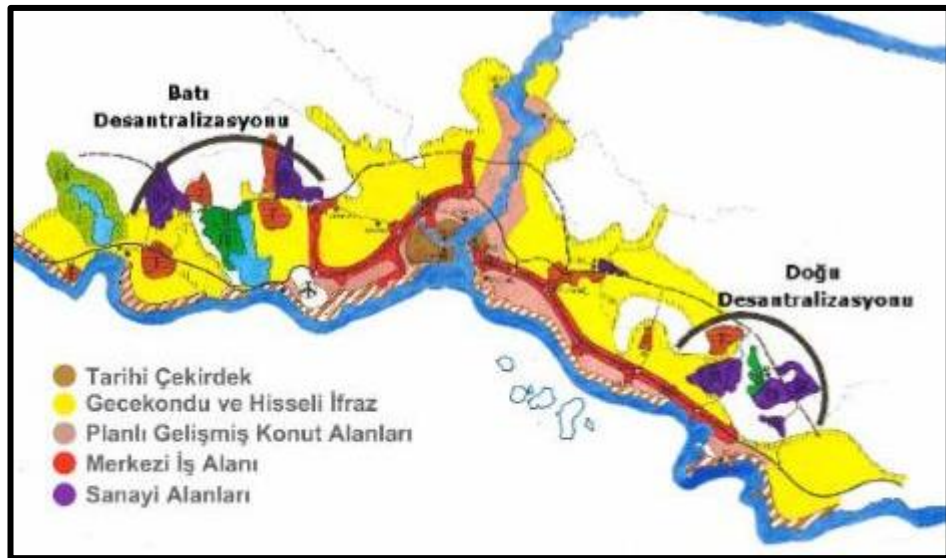 Batı
Desantralizasyonu
Doğu
Desantralizasyonu
Tarihi Çekirdek
Gecekondu ve Hisseli İfraz
Planlı Gelişmiş Konut Alanları
Merkezi İş Alanı
Sanayi Alanları